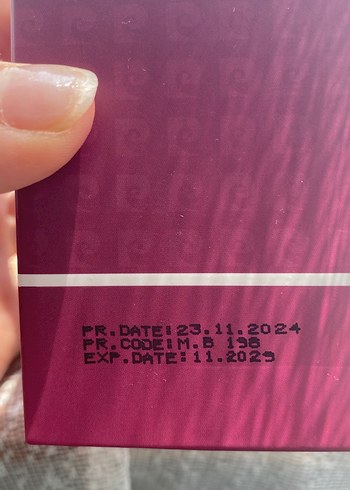 PR.DATE:23.11.2024
PR.CODE:M.B 198
EXP.DATE:11.2029